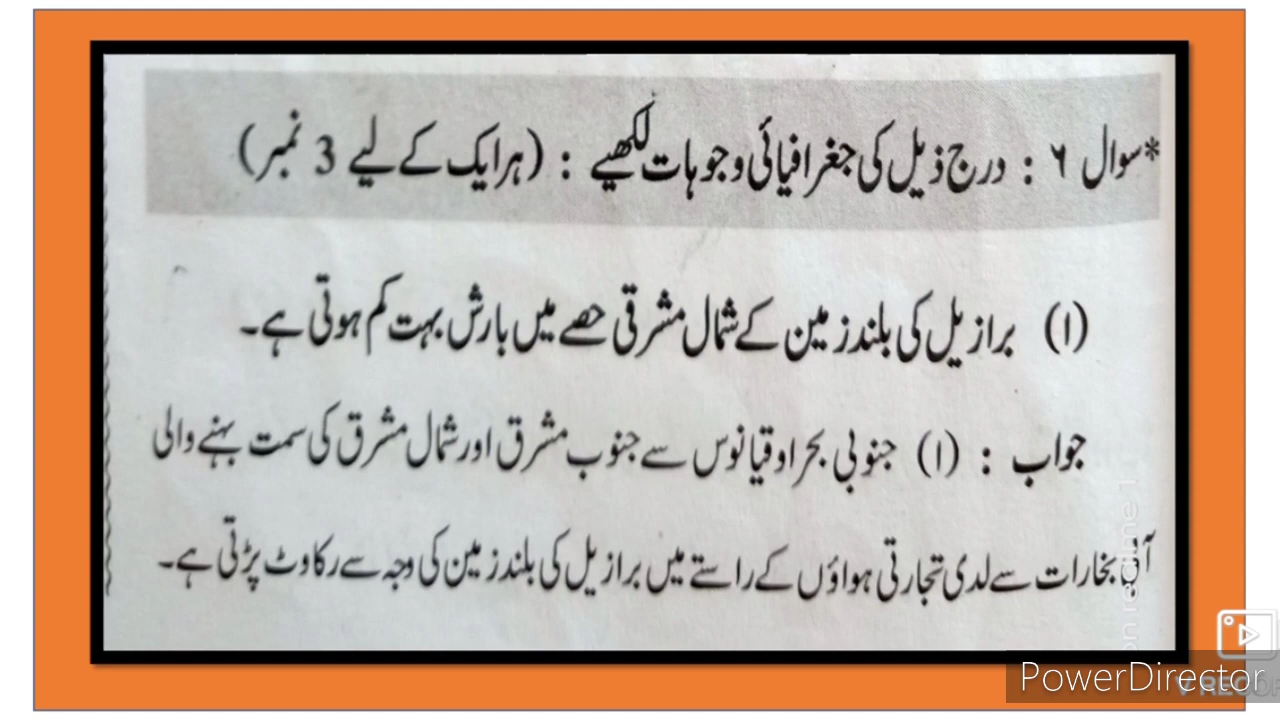 *سوال ۶ : درج ذیل کی جغرافیائی وجوہات لکھیے : (ہر ایک کے لیے 3 نمبر)
(۱) برازیل کی بلند زمین کے شمال مشرقی حصے میں بارش بہت کم ہوتی ہے۔
جواب : (۱) جنوبی بحر اوقیانوس سے جنوب مشرق اور شمال مشرق کی سمت بہنے والی
آبی بخارات سے لدی تجارتی ہواؤں کے راستے میں برازیل کی بلند زمین کی وجہ سے رکاوٹ پڑتی ہے۔
PowerDirector